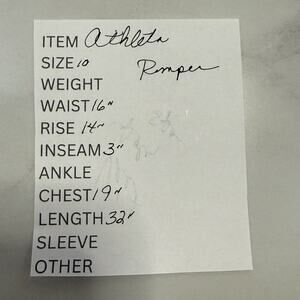 ITEM Athleta
SIZE 10
Romper
WEIGHT
WAIST 16"
RISE 14"
INSEAM 3"
ANKLE
CHEST 19"
LENGTH 32"
SLEEVE
OTHER